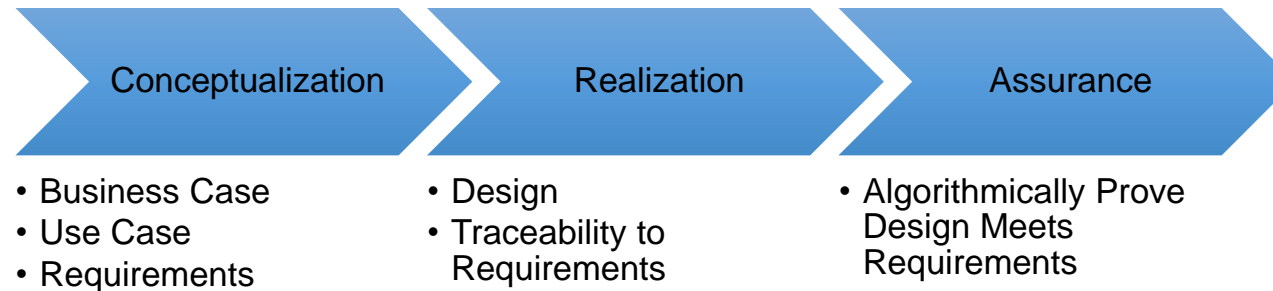 Conceptualization
Realization
Assurance
• Business Case
• Use Case
• Requirements
• Design
• Traceability to
Requirements
• Algorithmically Prove
Design Meets
Requirements